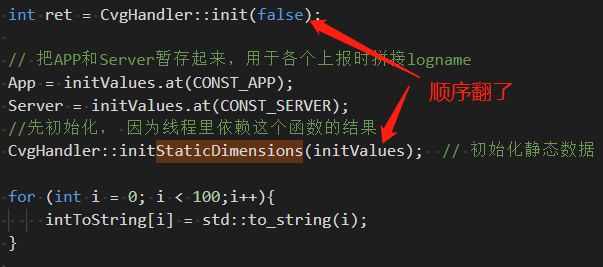 int ret = CvgHandler::init(false);
// 把APP和Server暂存起来，用于各个上报时拼接logname
App = initValues.at(CONST_APP);
顺序翻了
Server = initValues.at(CONST_SERVER);
//先初始化， 因为线程里依赖这个函数的结果
CvgHandler::initStaticDimensions(initValues); // 初始化静态数据
for (int i = 0; i < 100;i++){
intToString[i] = std::to_string(i);
}